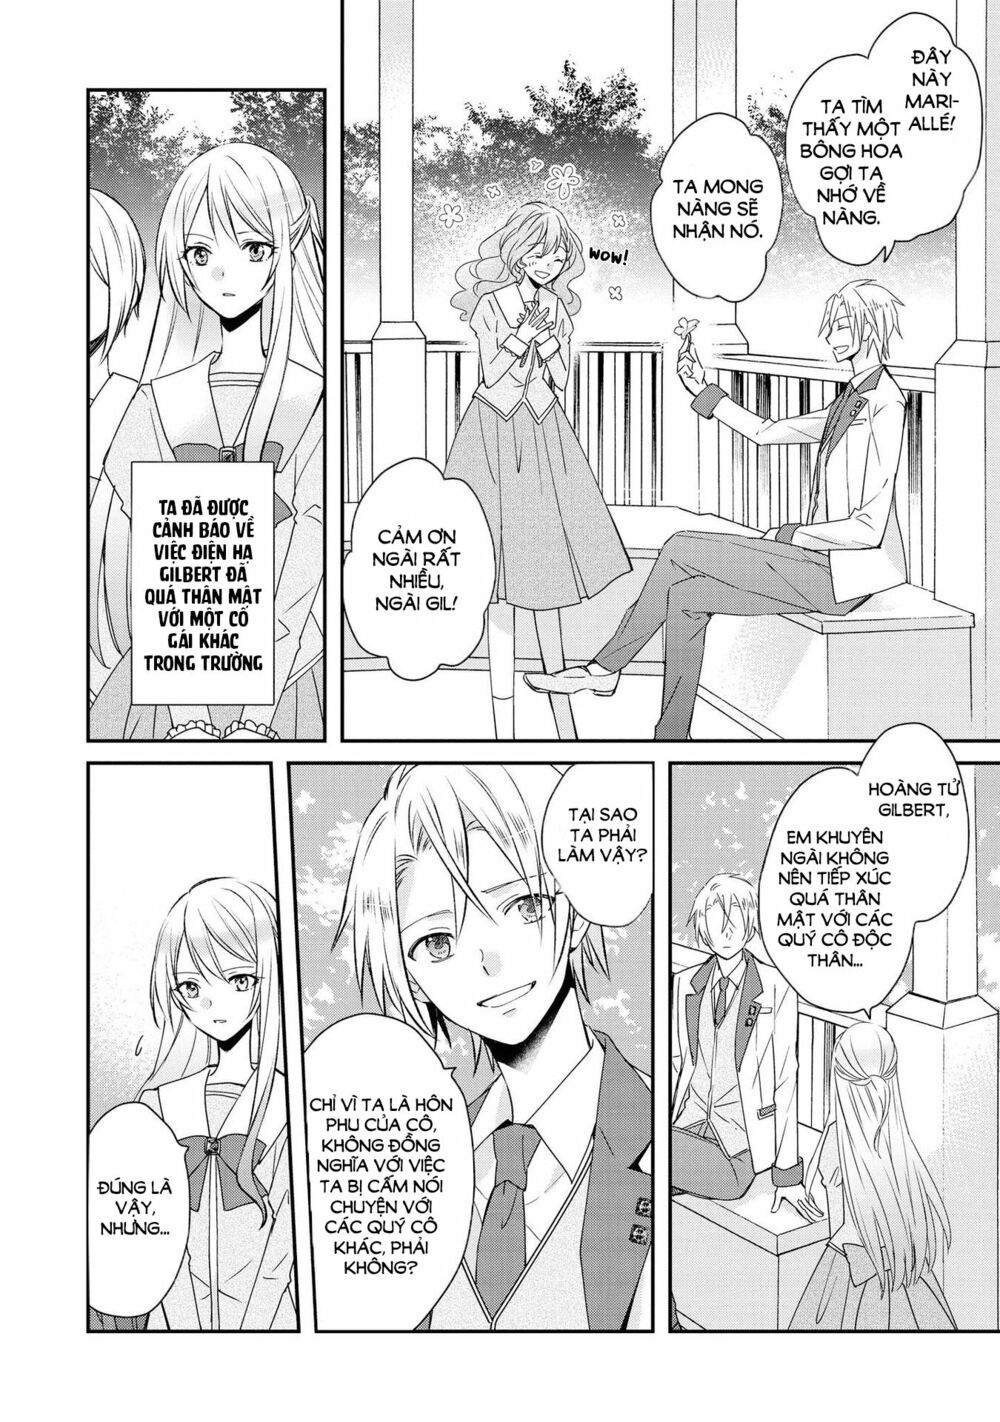 ĐÂY
NÀY
MARI-
ALLÉ!
TA TÌM
THẤY MỘT
BÔNG HOA
GỢI TA
NHỚ VỀ
NÀNG.
TA MONG
NÀNG SẼ
NHẬN NÓ.
WOW!
CẢM ƠN
NGÀI RẤT
NHIỀU,
NGÀI GIL!
TA ĐÃ ĐƯỢC
CẢNH BÁO VỀ
VIỆC ĐIỆN HẠ
GILBERT ĐÃ
QUÁ THÂN MẬT
VỚI MỘT CÔ
GÁI KHÁC
TRONG TRƯỜNG
HOÀNG TỬ
GILBERT,
EM KHUYÊN
NGÀI KHÔNG
NÊN TIẾP XÚC
QUÁ THÂN
MẬT VỚI CÁC
QUÝ CÔ ĐỘC
THÂN...
TẠI SAO
TA PHẢI
LÀM VẬY?
CHỈ VÌ TA LÀ HÔN
PHU CỦA CÔ,
KHÔNG ĐỒNG
NGHĨA VỚI VIỆC
TA BỊ CẤM NÓI
CHUYỆN VỚI
CÁC QUÝ CÔ
KHÁC, PHẢI
KHÔNG?
ĐÚNG LÀ
VẬY,
NHƯNG...